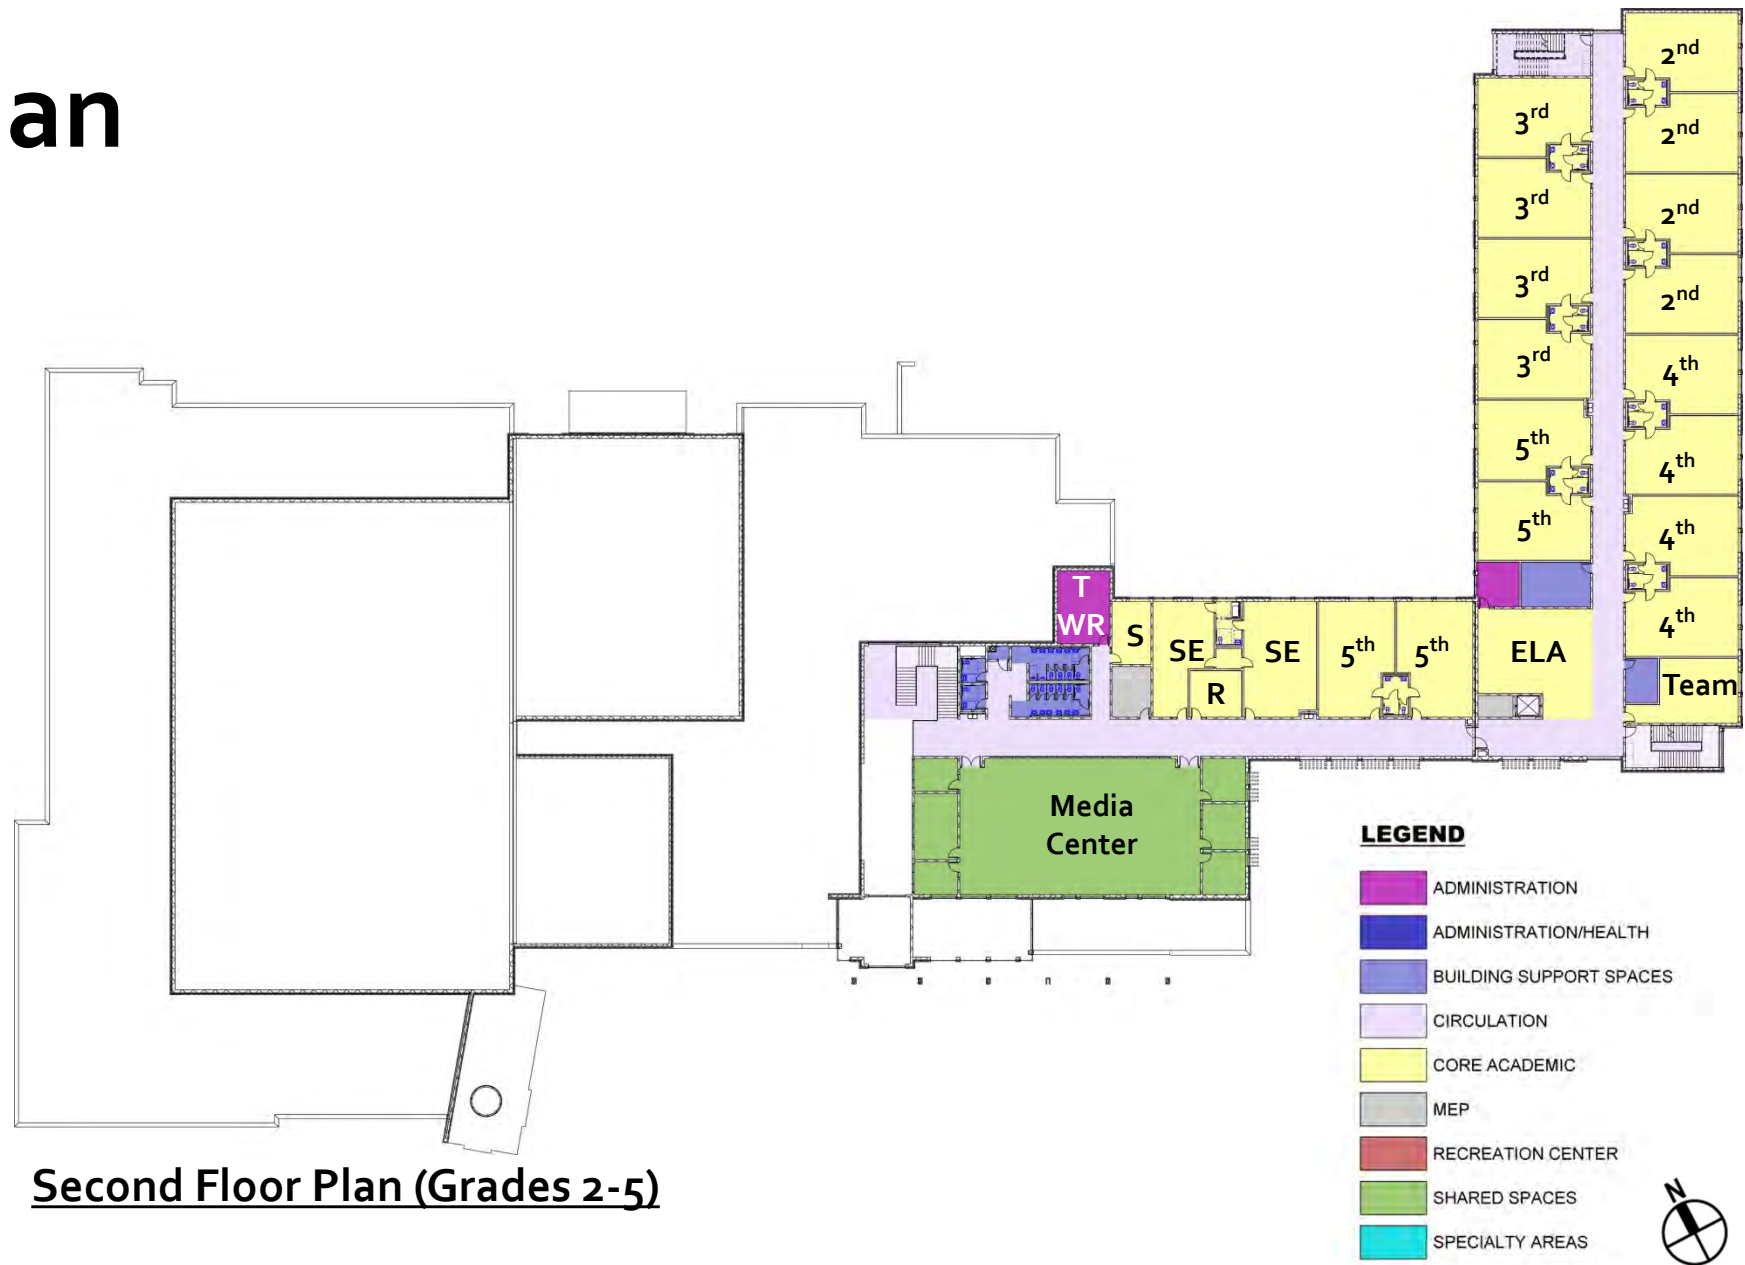 an
2nd
3rd
2nd
3rd
2nd
3rd
2nd
3rd
4th
5th
4th
5th
4th
T
WR
S
SE
R
SE
5th
5th
ELA
4th
Team
Media
Center
LEGEND
ADMINISTRATION
ADMINISTRATION/HEALTH
BUILDING SUPPORT SPACES
CIRCULATION
CORE ACADEMIC
MEP
RECREATION CENTER
SHARED SPACES
SPECIALTY AREAS
N
Second Floor Plan (Grades 2-5)